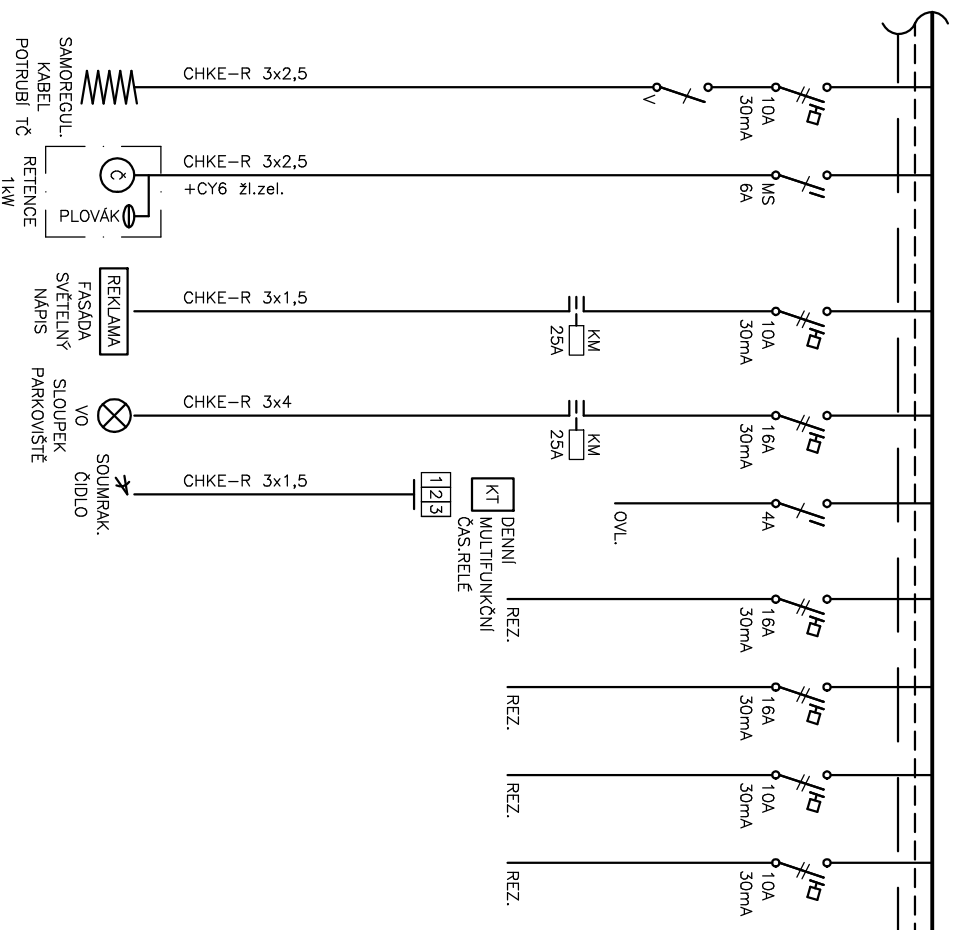 CHKE-R 3x2,5
V
10A
30mA
SAMOREGUL.
KABEL
POTRUBÍ TČ
CHKE-R 3x2,5
+CY6 žl.zel.
MS
6A
Č
PLOVÁK
RETENCE
1kW
CHKE-R 3x1,5
KM
25A
10A
30mA
REKLAMA
FASÁDA
SVĚTELNÝ
NÁPIS
CHKE-R 3x4
KM
25A
16A
30mA
VO
SLOUPEK
PARKOVIŠTĚ
CHKE-R 3x1,5
1 2 3
SOUMRAK.
ČIDLO
KT
DENNÍ
MULTIFUNKČNÍ
ČAS.RELÉ
OVL.
4A
REZ.
16A
30mA
REZ.
16A
30mA
REZ.
10A
30mA
REZ.
10A
30mA